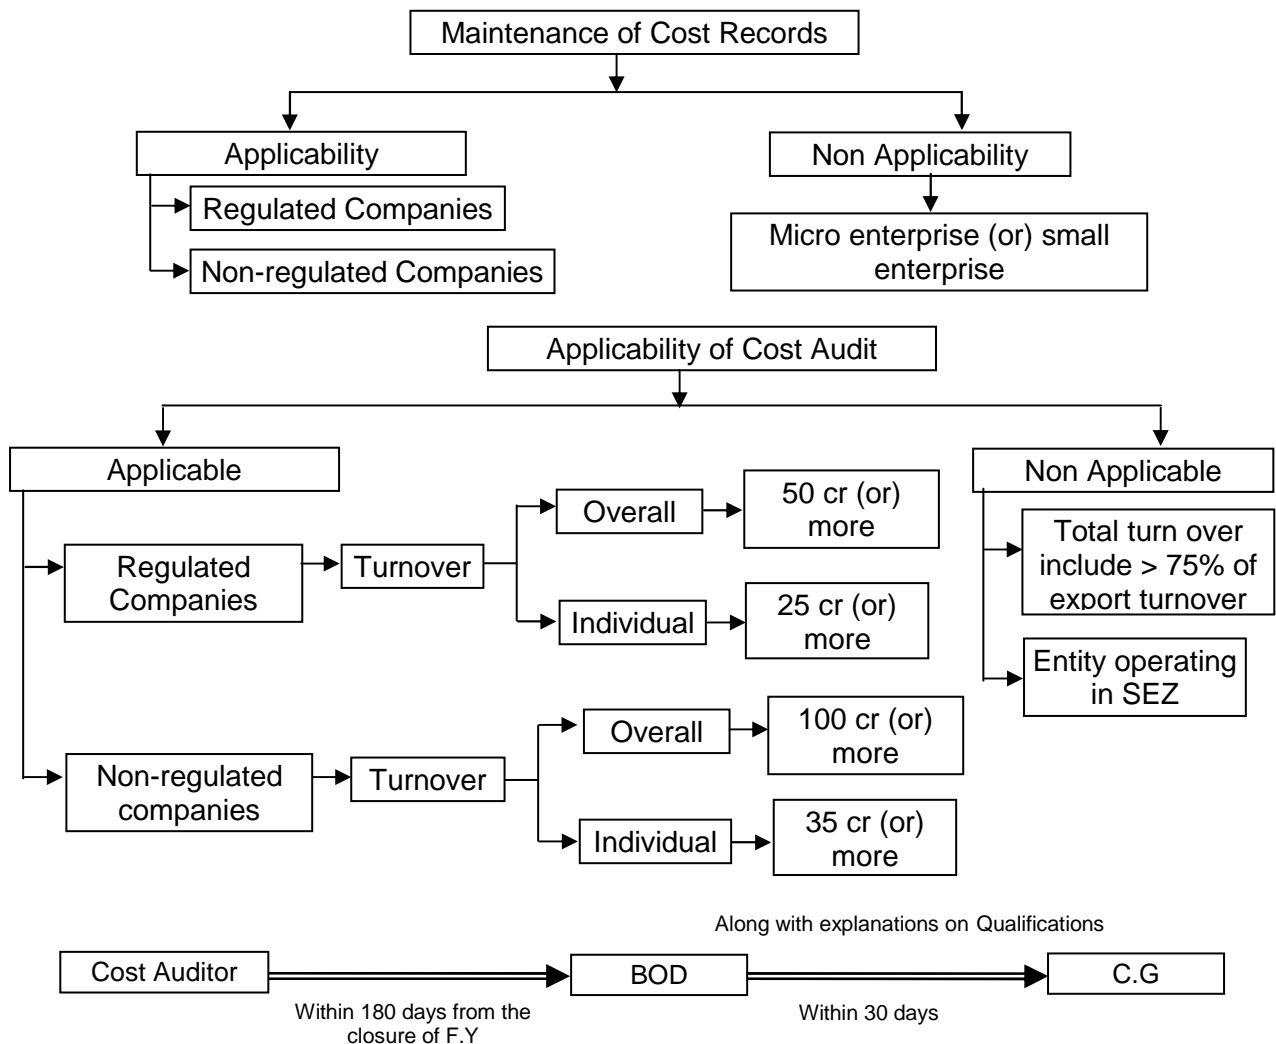 Maintenance of Cost Records
Applicability
Non Applicability
Regulated Companies
Non-regulated Companies
Micro enterprise (or) small
enterprise
Applicability of Cost Audit
Applicable
Non Applicable
Regulated
Companies
Turnover
Overall
50 cr (or)
more
Individual
25 cr (or)
more
Total turn over
include > 75% of
export turnover
Entity operating
in SEZ
Non-regulated
companies
Turnover
Overall
100 cr (or)
more
Individual
35 cr (or)
more
Along with explanations on Qualifications
Cost Auditor
BOD
C.G
Within 180 days from the
closure of F.Y
Within 30 days